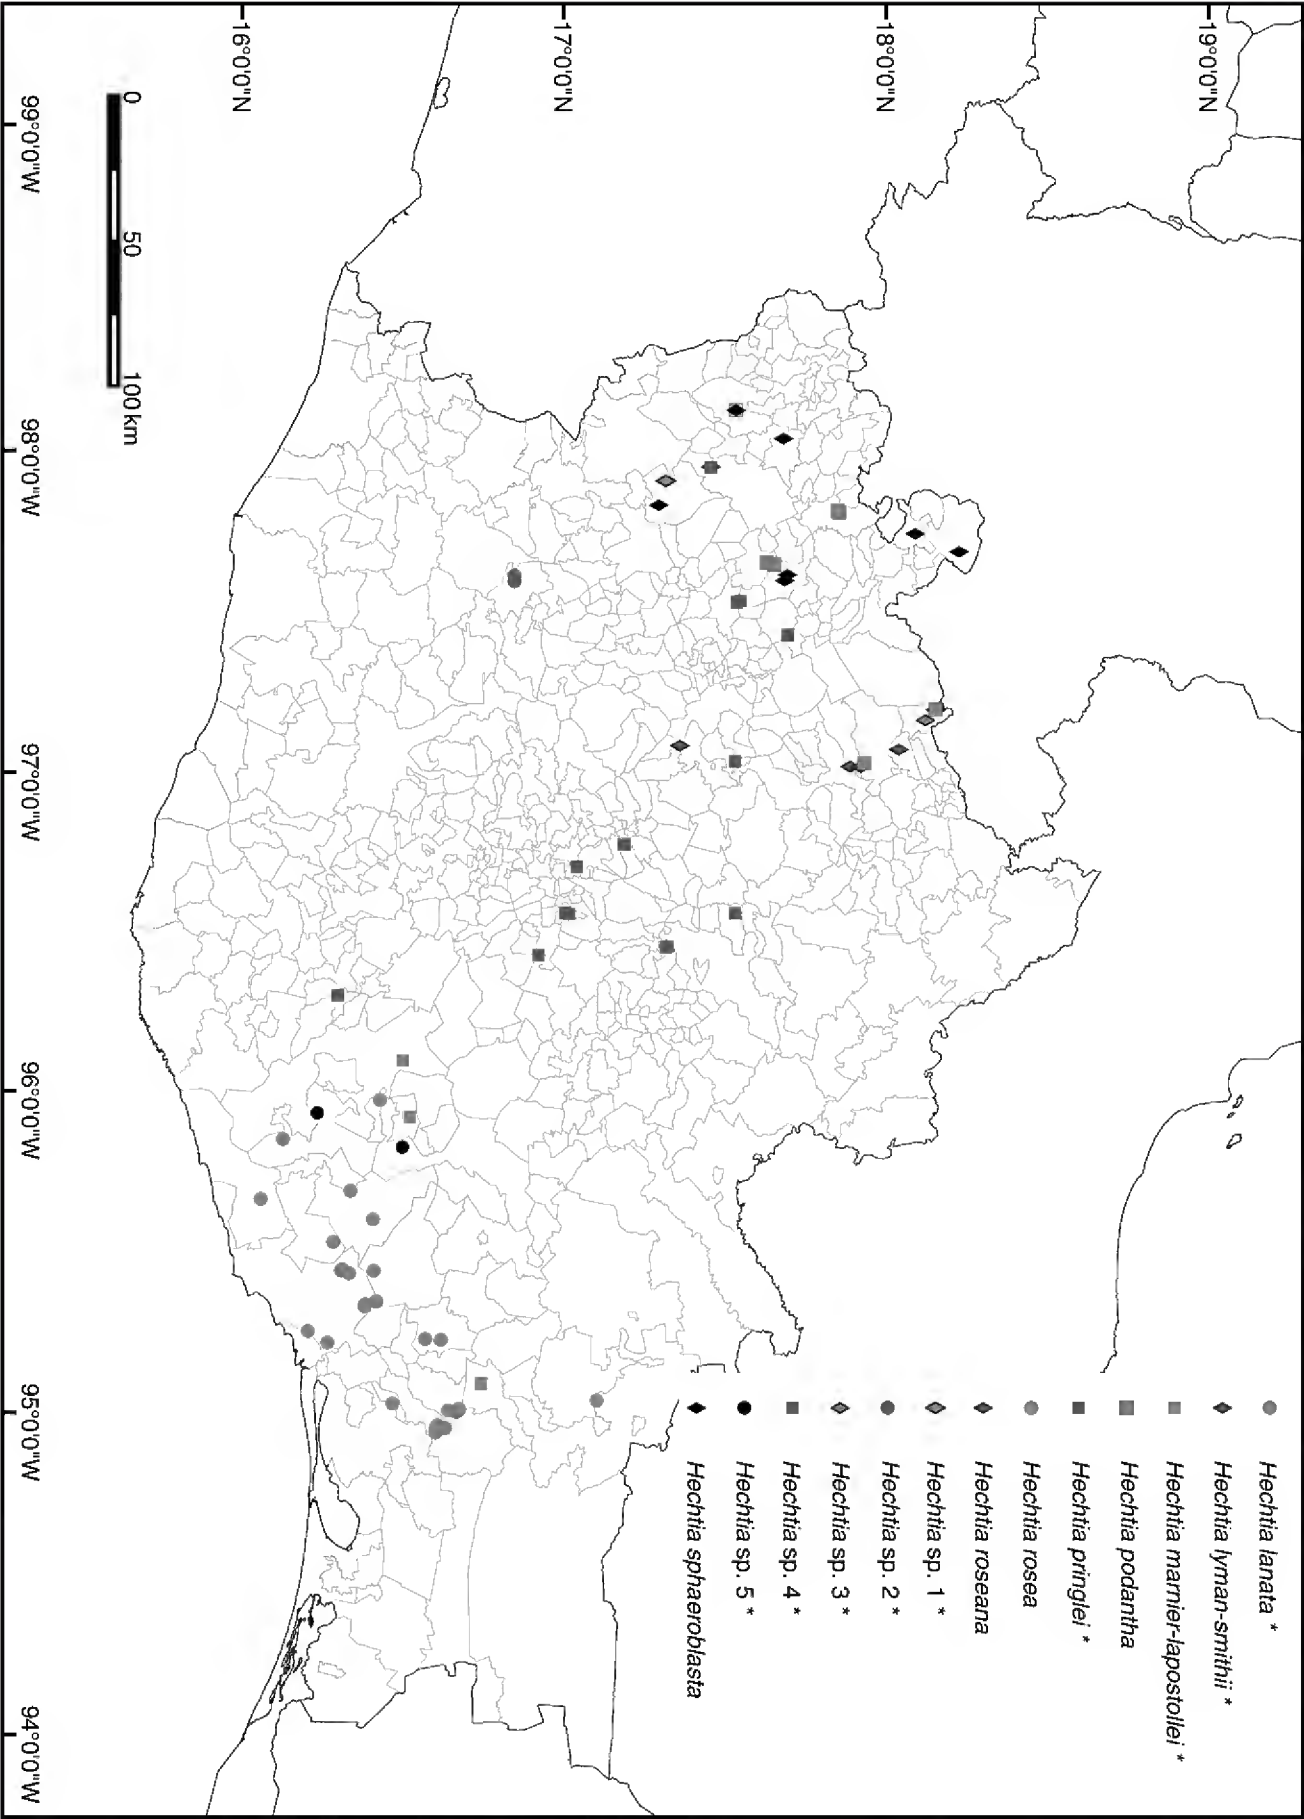 19°0'0"N
18°0'0"N
17°0'0"N
16°0'0"N
99°0'0"W
98°0'0"W
97°0'0"W
96°0'0"W
95°0'0"W
94°0'0"W
0 50 100 km
Hechtia lanata *
Hechtia lyman-smithii *
Hechtia marnier-lapostollei *
Hechtia podantha
Hechtia pringlei *
Hechtia rosea
Hechtia roseana
Hechtia sp. 1 *
Hechtia sp. 2 *
Hechtia sp. 3 *
Hechtia sp. 4 *
Hechtia sp. 5 *
Hechtia sphaeroblasta